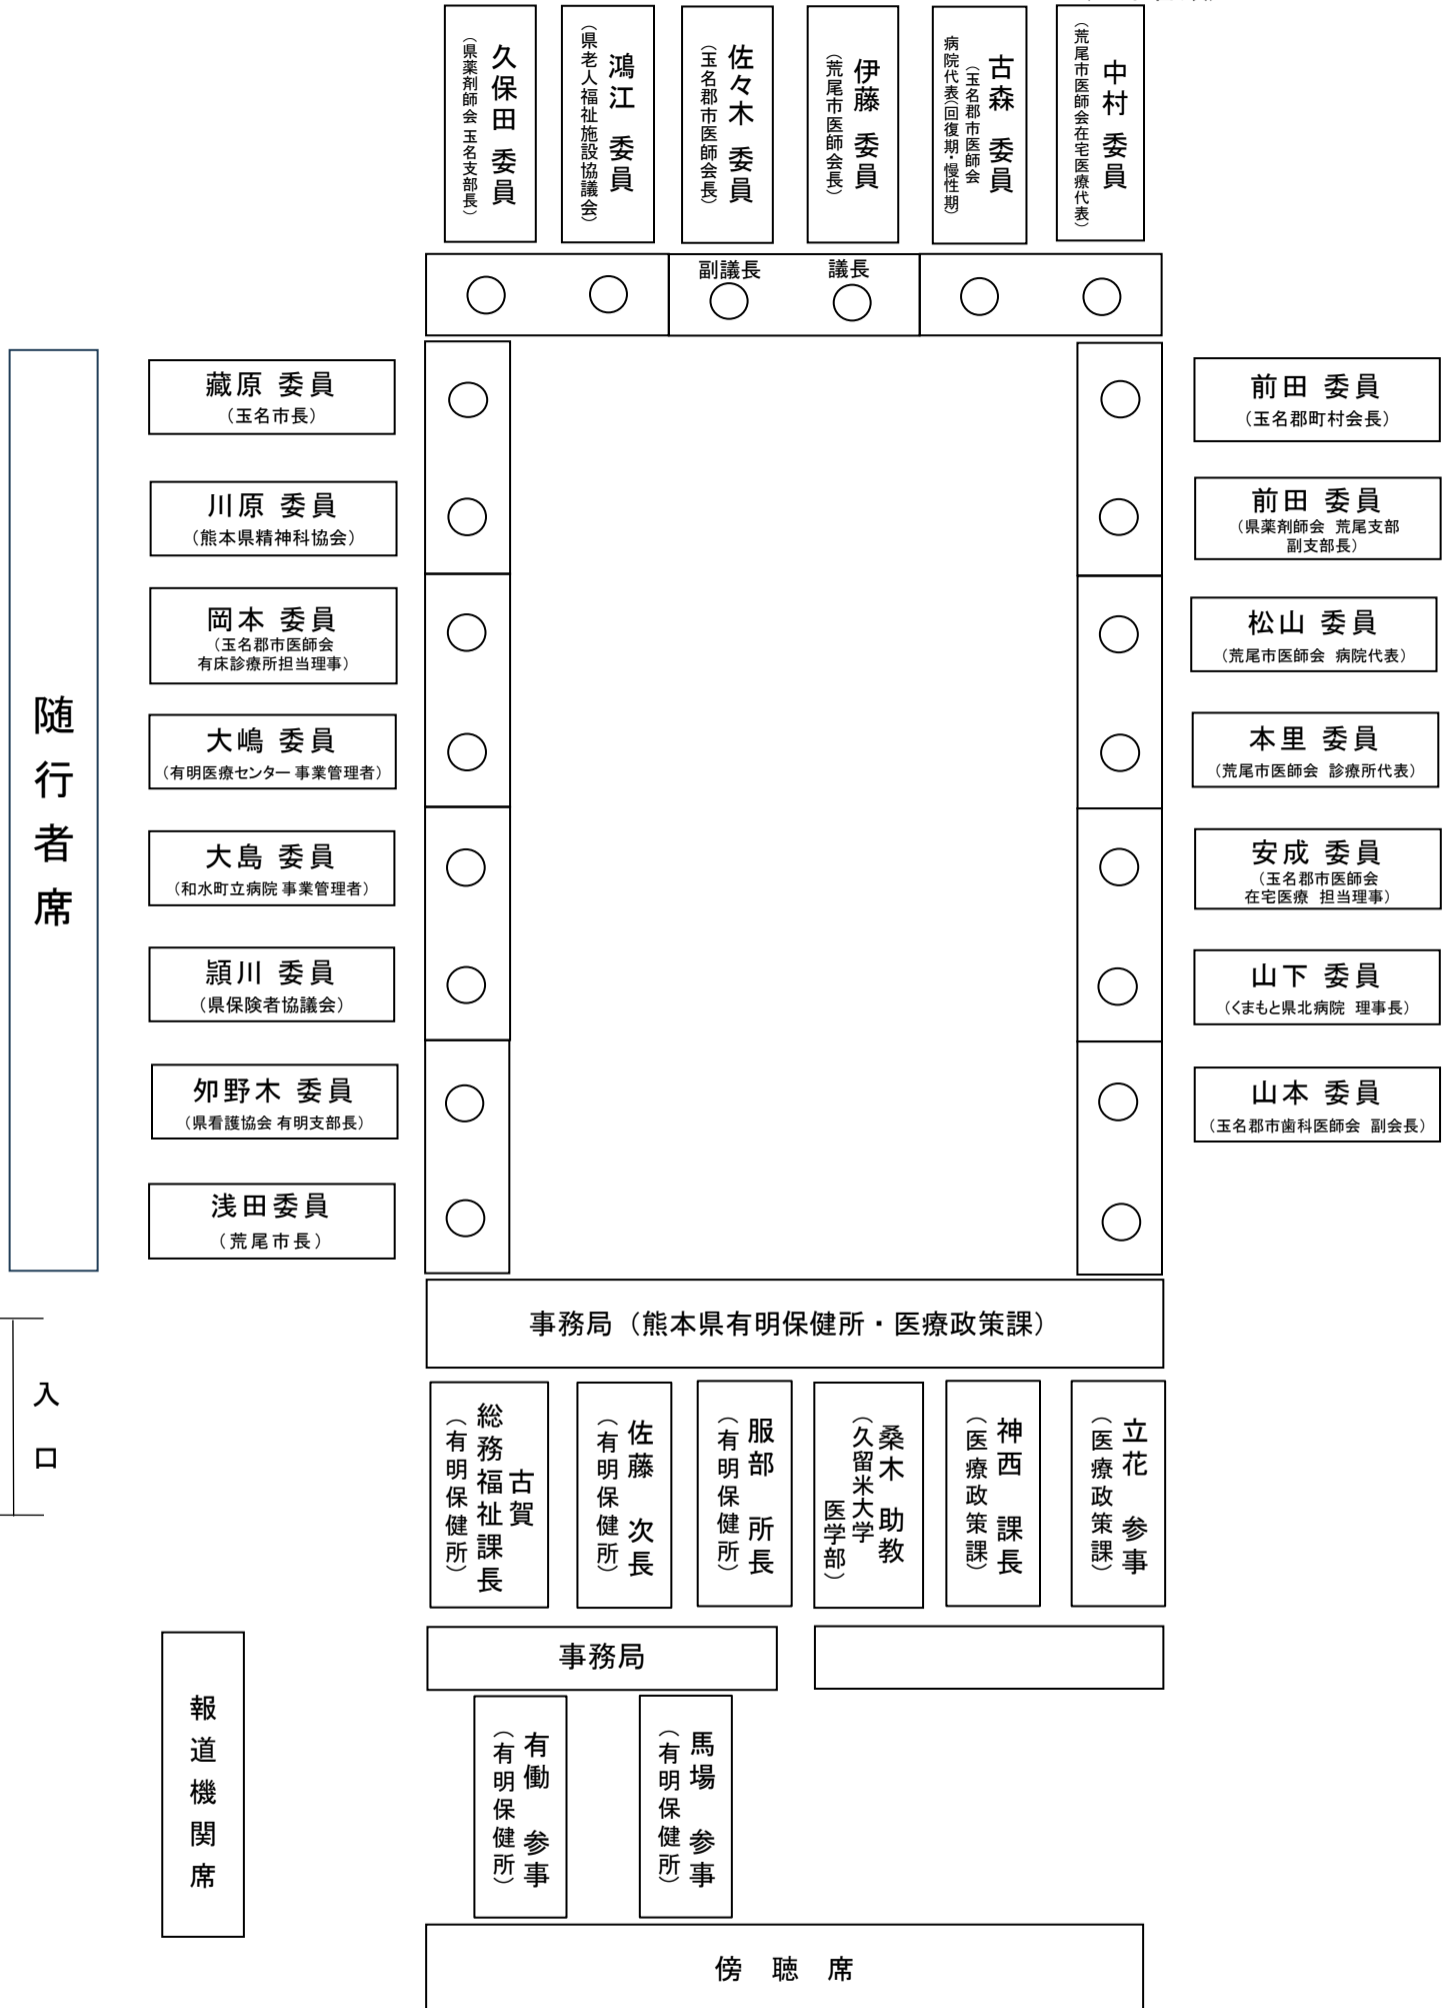 久保田 委員
（県薬剤師会 玉名支部長）
鴻江 委員
（県老人福祉施設協議会）
佐々木 委員
（玉名郡市医師会長）
伊藤 委員
（荒尾市医師会長）
古森 委員
（玉名郡市医師会
病院代表（回復期・慢性期）
中村 委員
（荒尾市医師会在宅医療代表）
副議長
議長
随行者席
藏原 委員
（玉名市長）
川原 委員
（熊本県精神科協会）
岡本 委員
（玉名郡市医師会
有床診療所担当理事）
大嶋 委員
（有明医療センター 事業管理者）
大島 委員
（和水町立病院 事業管理者）
頴川 委員
（県保険者協議会）
夘野木 委員
（県看護協会 有明支部長）
浅田委員
（荒尾市長）
前田 委員
（玉名郡町村会長）
前田 委員
（県薬剤師会 荒尾支部
副支部長）
松山 委員
（荒尾市医師会 病院代表）
本里 委員
（荒尾市医師会 診療所代表）
安成 委員
（玉名郡市医師会
在宅医療 担当理事）
山下 委員
（くまもと県北病院 理事長）
山本 委員
（玉名郡市歯科医師会 副会長）
事務局（熊本県有明保健所・医療政策課）
入口
古賀
総務福祉課長
（有明保健所）
佐藤 次長
（有明保健所）
服部 所長
（有明保健所）
桑木 助教
（久留米大学
医学部）
神西 課長
（医療政策課）
立花 参事
（医療政策課）
事務局
報道機関席
有働 参事
（有明保健所）
馬場 参事
（有明保健所）
傍聴席